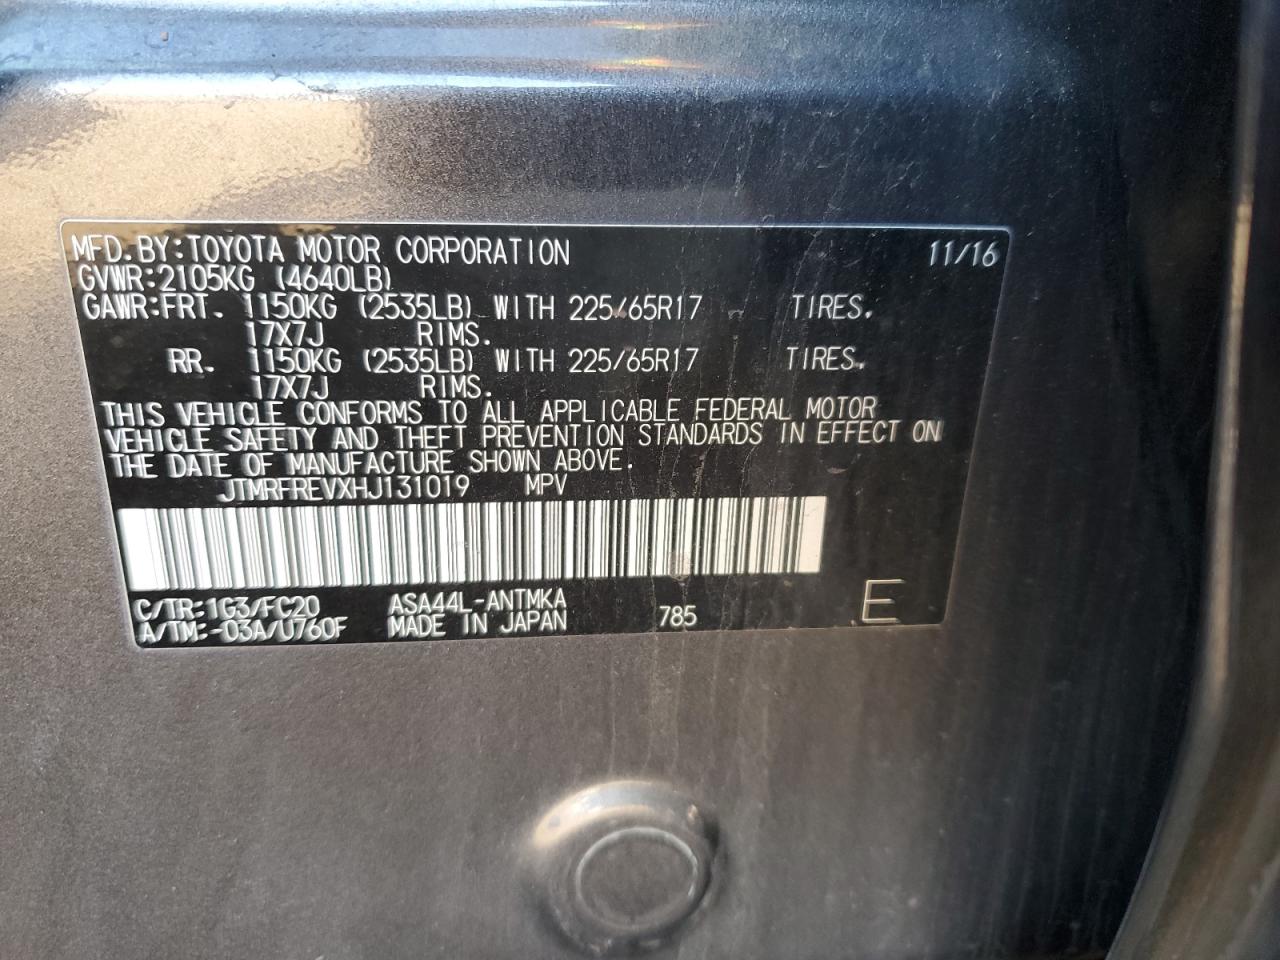 MFD. BY: TOYOTA MOTOR CORPORATION 11/16
GVWR: 2105KG (4640LB)
GAWR: FRT. 1150KG (2535LB) WITH 225/65R17 TIRES.
17X7J RIMS.
RR. 1150KG (2535LB) WITH 225/65R17 TIRES.
17X7J RIMS.
THIS VEHICLE CONFORMS TO ALL APPLICABLE FEDERAL MOTOR
VEHICLE SAFETY AND THEFT PREVENTION STANDARDS IN EFFECT ON
THE DATE OF MANUFACTURE SHOWN ABOVE.
JTMRFREVXHJ131019 MPV
C/TR: 1G3/FC20 ASA44L-ANTMKA 785 E
A/TM: -03A/U760F MADE IN JAPAN